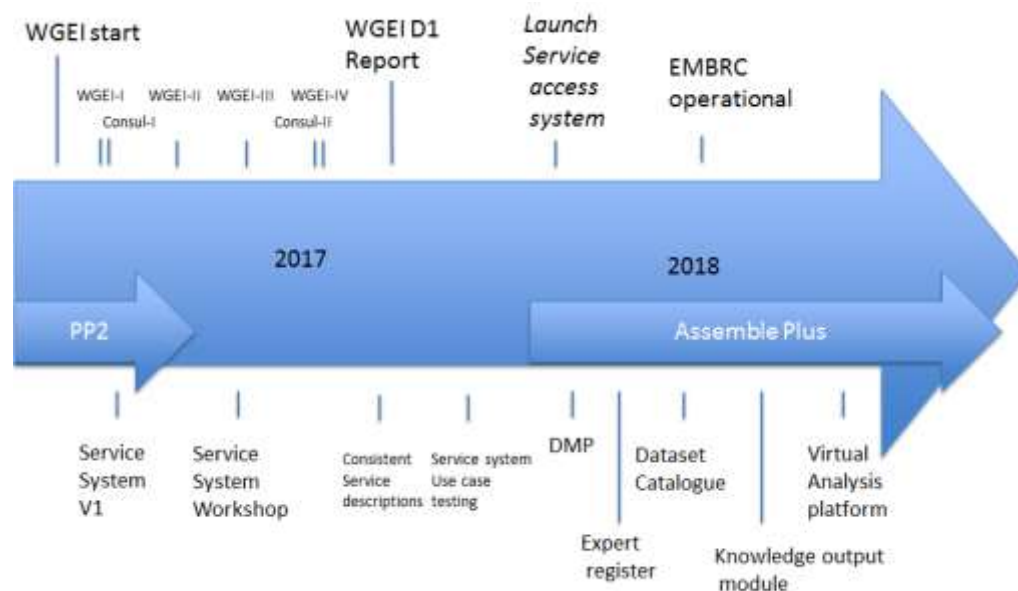 WGEI start
WGEI-I
Consul-I
WGEI-II
WGEI-III
WGEI-IV
Consul-II
WGEI D1
Report
Launch
Service
access
system
EMBRC
operational
2017
2018
PP2
Assemble Plus
Service
System
V1
Service
System
Workshop
Consistent
Service
descriptions
Service system
Use case
testing
DMP
Expert
register
Dataset
Catalogue
Knowledge output
module
Virtual
Analysis
platform